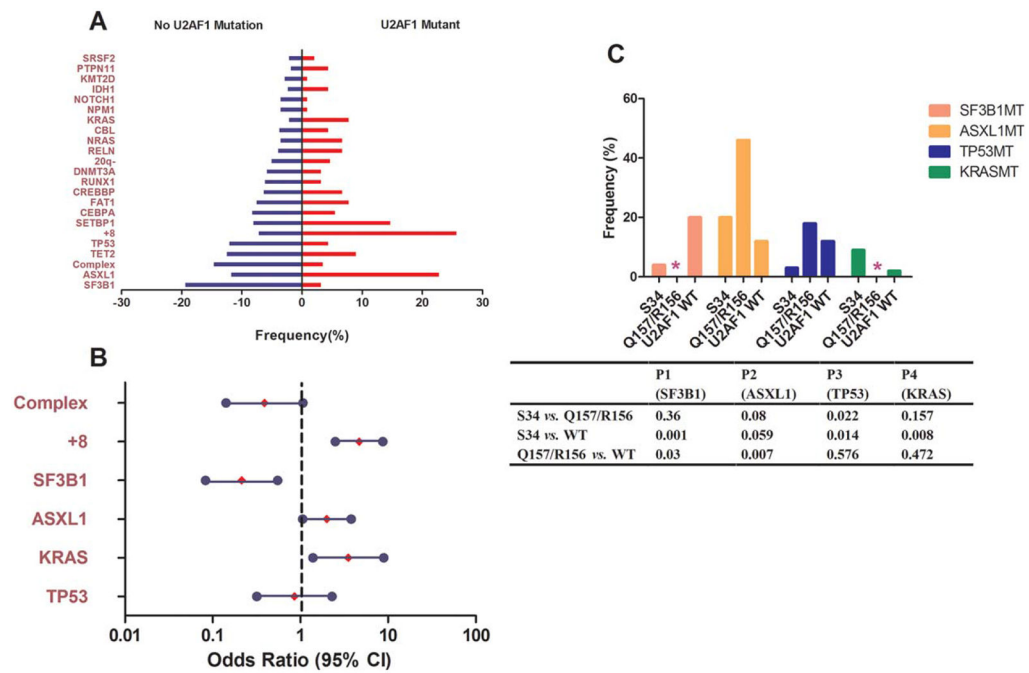 A
No U2AF1 Mutation
U2AF1 Mutant
SRSF2
PTPN11
KMT2D
IDH1
NOTCH1
NPM1
KRAS
CBL
NRAS
RELN
20q-
DNMT3A
RUNX1
CREBBP
FAT1
CEBPA
SETBP1
+8
TP53
TET2
Complex
ASXL1
SF3B1
-30 -20 -10 0 10 20 30
Frequency(%)
B
Complex
+8
SF3B1
ASXL1
KRAS
TP53
0.01 0.1 1 10 100
Odds Ratio (95% CI)
C
60
40
20
0
Frequency (%)
* *
S34 Q157/R156 U2AF1 WT S34 Q157/R156 U2AF1 WT S34 Q157/R156 U2AF1 WT S34 Q157/R156 U2AF1 WT
SF3B1MT
ASXL1MT
TP53MT
KRASMT
P1 P2 P3 P4
(SF3B1) (ASXL1) (TP53) (KRAS)
S34 vs. Q157/R156 0.36 0.08 0.022 0.157
S34 vs. WT 0.001 0.059 0.014 0.008
Q157/R156 vs. WT 0.03 0.007 0.576 0.472